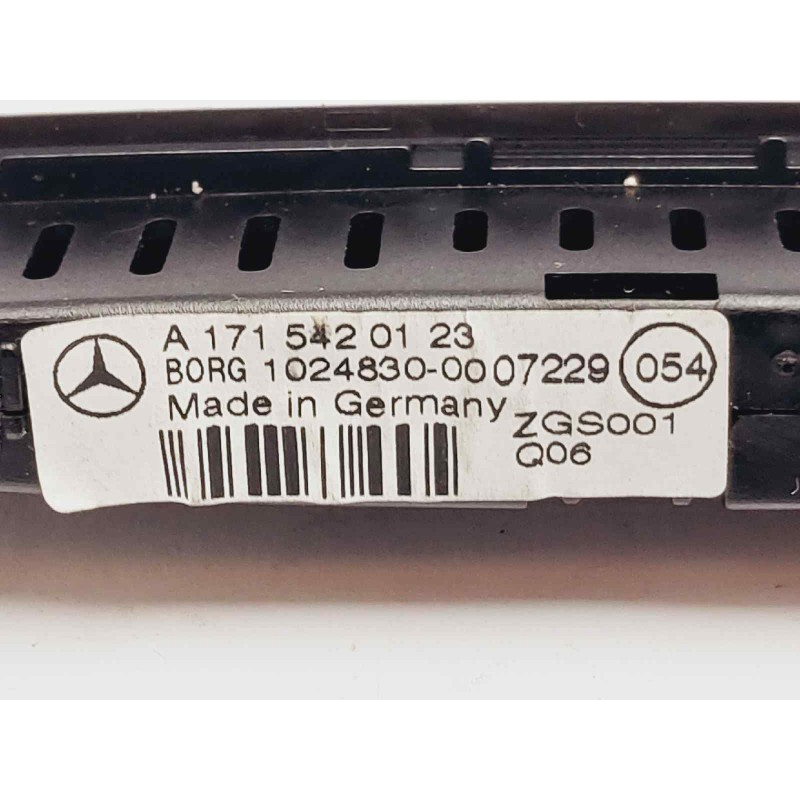 A 171 542 01 23
BORG 1024830-0007229 054
Made in Germany ZGS001
Q06